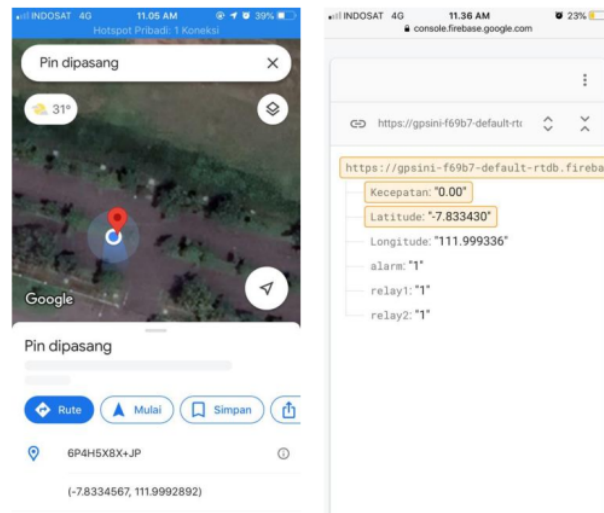 INDOSAT 4G 11.05 AM 39%
Hotspot Pribadi: 1 Koneksi
Pin dipasang
31°
Google
Pin dipasang
Rute Mulai Simpan
6P4H5X8X+JP
(-7.8334567, 111.9992892)
INDOSAT 4G 11.36 AM 23%
console.firebase.google.com
https://gpsini-f69b7-default-rt
https://gpsini-f69b7-default-rtdb.fireba
Kecepatan: "0.00"
Latitude: "-7.833430"
Longitude: "111.999336"
alarm: "1"
relay1: "1"
relay2: "1"